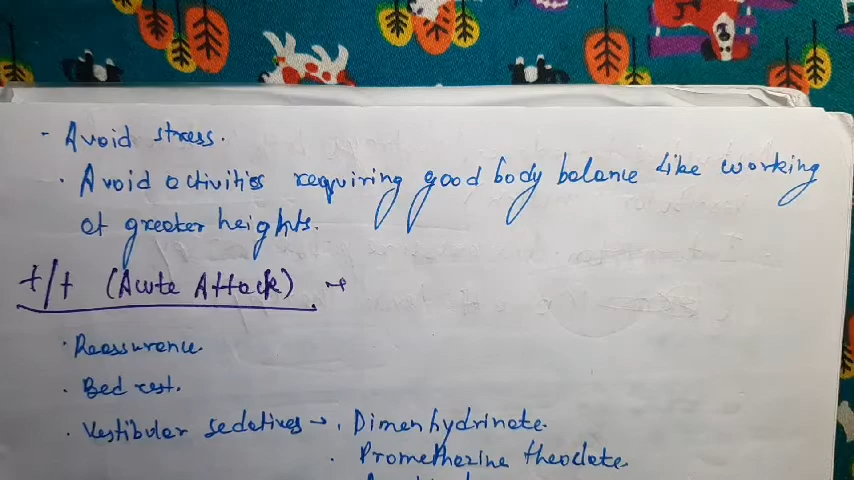 - Avoid stress.
· Avoid activities requiring good body balance like working
at greater heights.
t/t (Acute Attack) →
· Reassurence.
· Bed rest.
· Vestibular sedatives → · Dimenhydrinate.
· Promethazine theoclate.